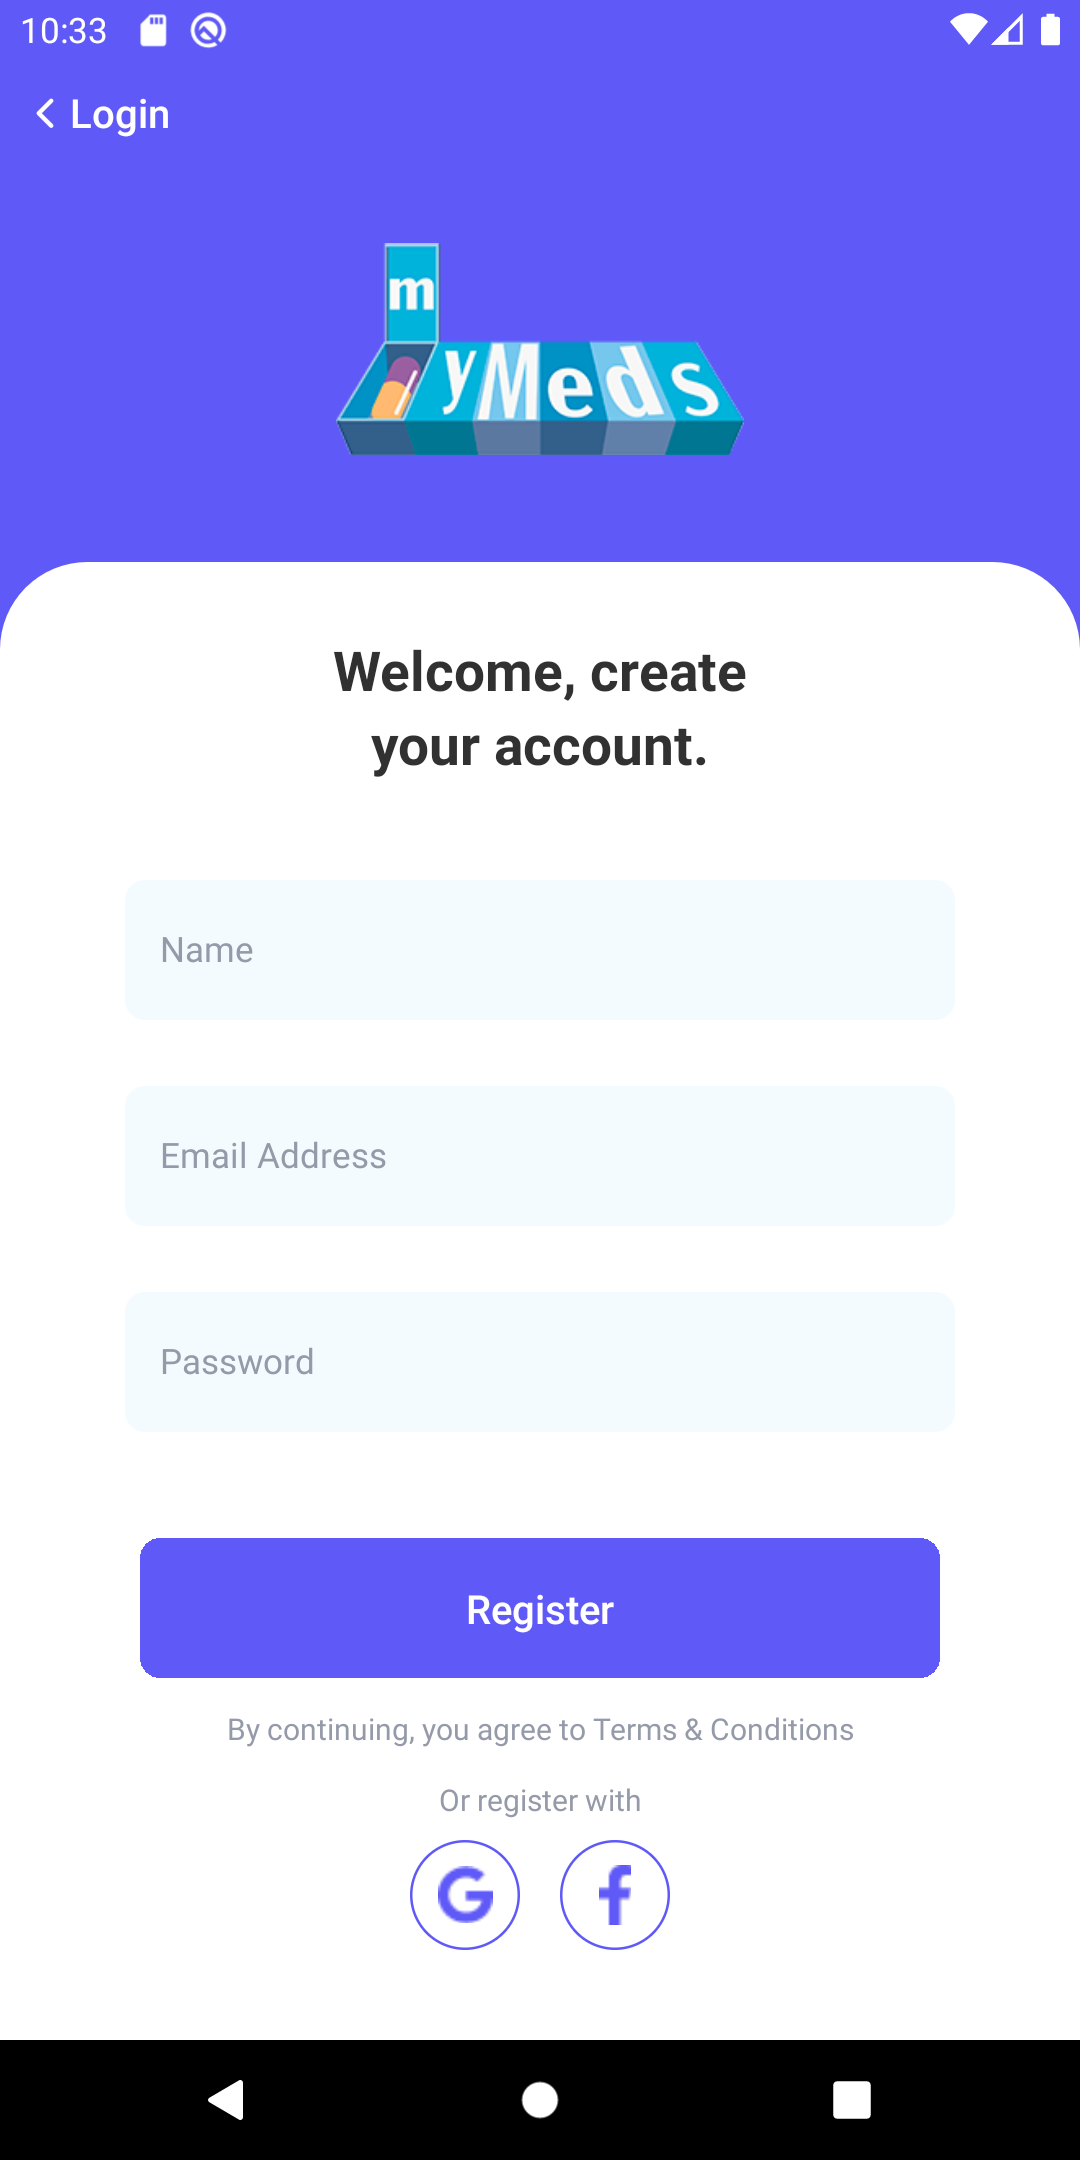 10:33
Login
myMeds
Welcome, create
your account.
Name
Email Address
Password
Register
By continuing, you agree to Terms & Conditions
Or register with
G f